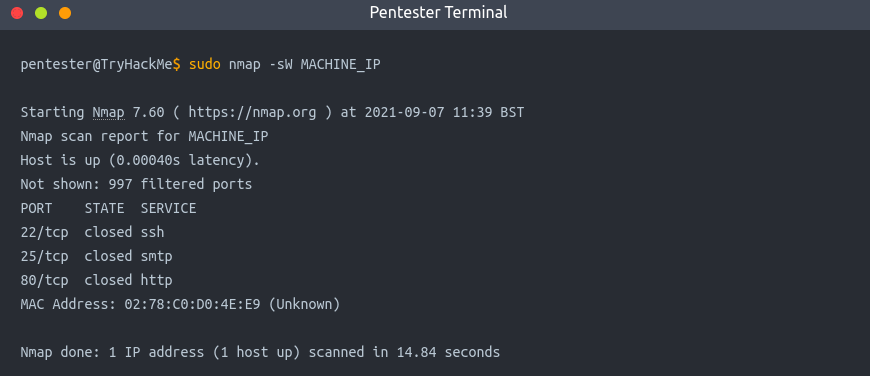 Pentester Terminal
pentester@TryHackMe$ sudo nmap -sW MACHINE_IP
Starting Nmap 7.60 ( https://nmap.org ) at 2021-09-07 11:39 BST
Nmap scan report for MACHINE_IP
Host is up (0.00040s latency).
Not shown: 997 filtered ports
PORT    STATE  SERVICE
22/tcp  closed ssh
25/tcp  closed smtp
80/tcp  closed http
MAC Address: 02:78:C0:D0:4E:E9 (Unknown)
Nmap done: 1 IP address (1 host up) scanned in 14.84 seconds